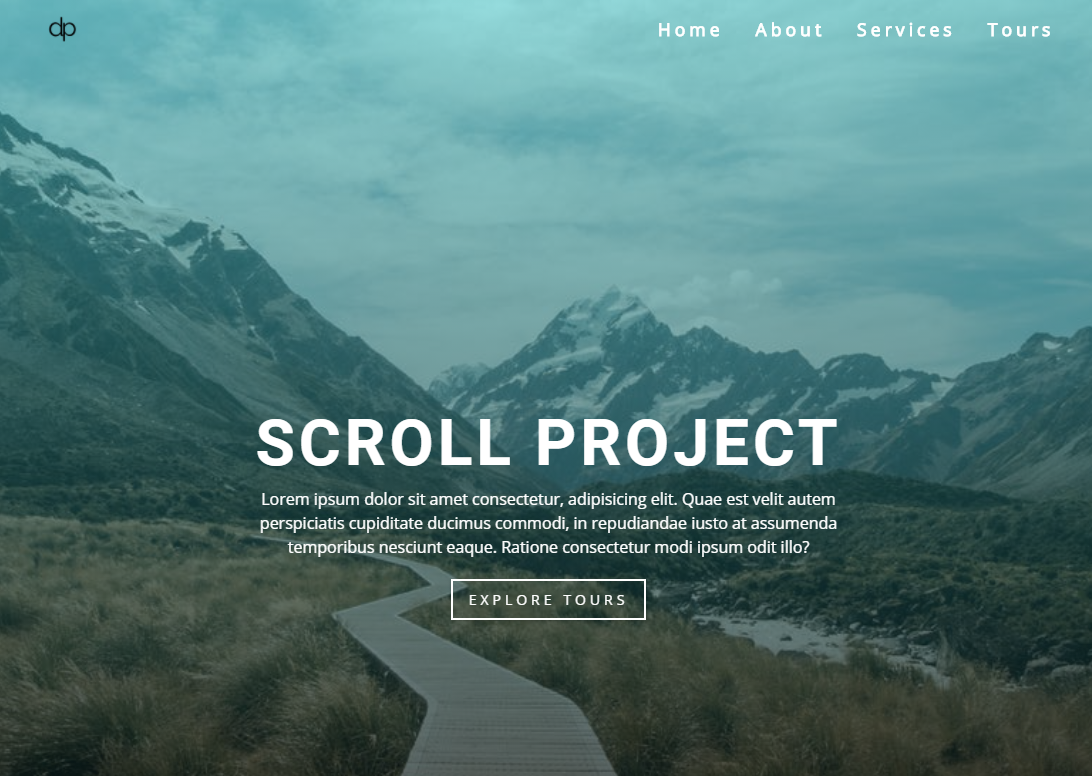 dp
Home About Services Tours
SCROLL PROJECT
Lorem ipsum dolor sit amet consectetur, adipisicing elit. Quae est velit autem
perspiciatis cupiditate ducimus commodi, in repudiandae iusto at assumenda
temporibus nesciunt eaque. Ratione consectetur modi ipsum odit illo?
EXPLORE TOURS